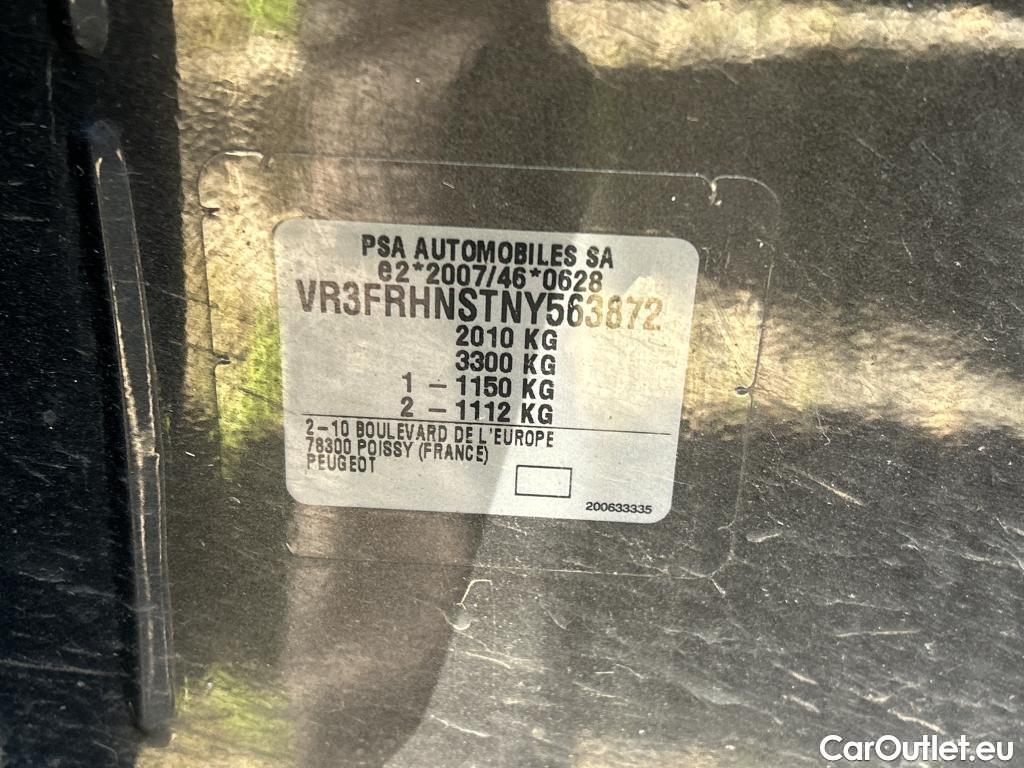 PSA AUTOMOBILES SA
e2*2007/46*0628
VR3FRHNSTNY563872
2010 KG
3300 KG
1 - 1150 KG
2 - 1112 KG
2-10 BOULEVARD DE L'EUROPE
78300 POISSY (FRANCE)
PEUGEOT
200633335
CarOutlet.eu